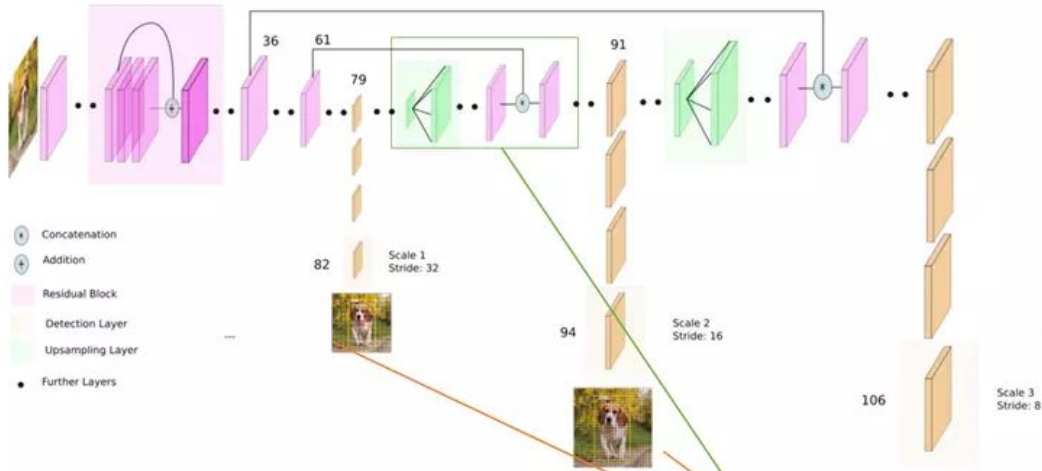 36
61
79
91
82
Scale 1
Stride: 32
94
Scale 2
Stride: 16
106
Scale 3
Stride: 8
Concatenation
Addition
Residual Block
Detection Layer
Upsampling Layer
Further Layers
...